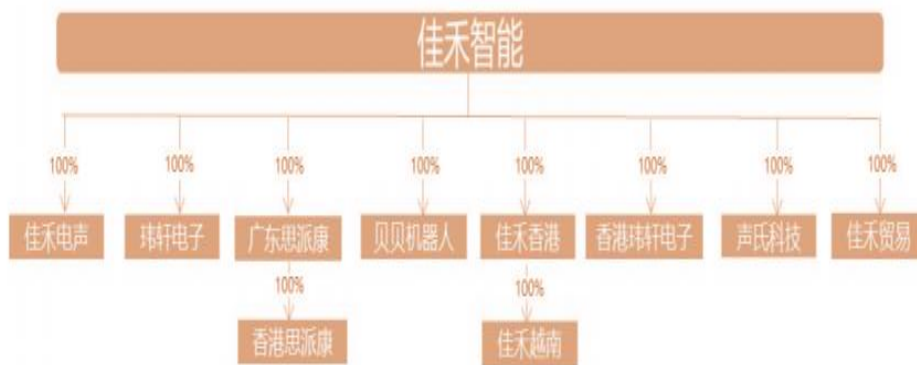 佳禾智能
100% 100% 100% 100% 100% 100% 100% 100%
佳禾电声 玮轩电子 广东思派康 贝贝机器人 佳禾香港 香港玮轩电子 声氏科技 佳禾贸易
100% 100%
香港思派康 佳禾越南